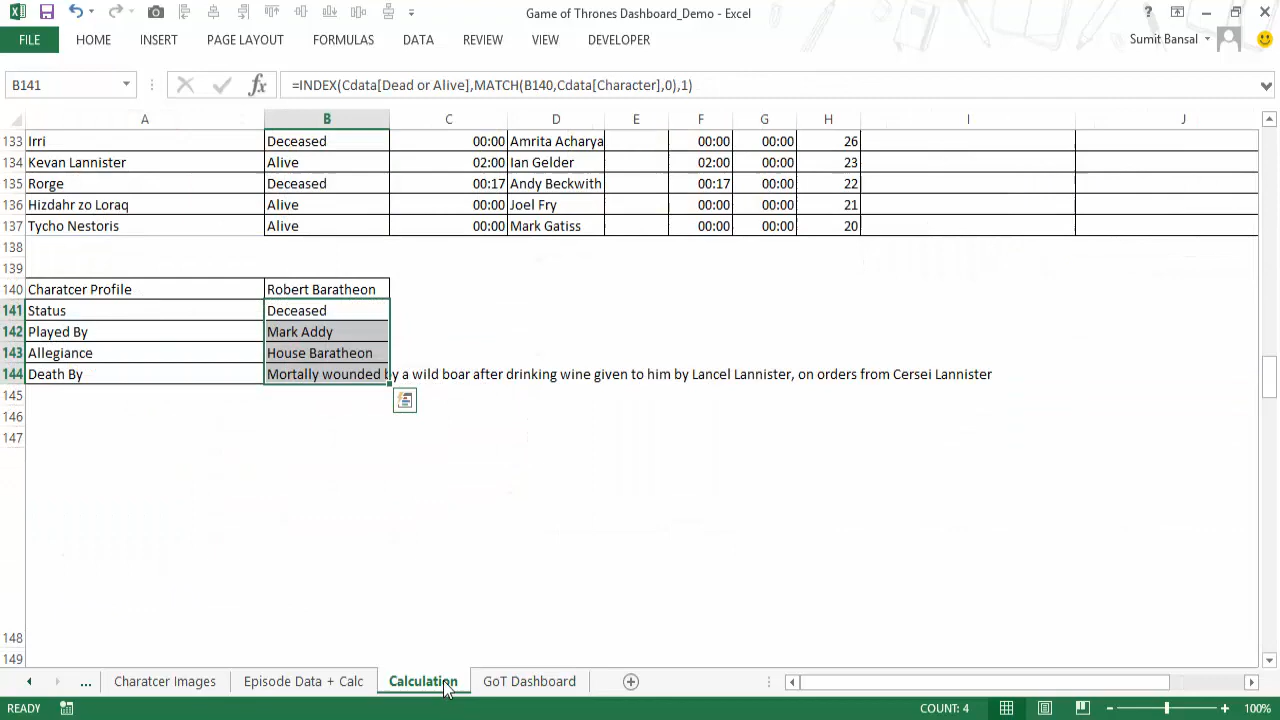 Game of Thrones Dashboard_Demo - Excel
?
FILE HOME INSERT PAGE LAYOUT FORMULAS DATA REVIEW VIEW DEVELOPER Sumit Bansal
B141 fx =INDEX(Cdata[Dead or Alive],MATCH(B140,Cdata[Character],0),1)
A B C D E F G H I J
133 Irri Deceased 00:00 Amrita Acharya 00:00 00:00 26
134 Kevan Lannister Alive 02:00 Ian Gelder 02:00 00:00 23
135 Rorge Deceased 00:17 Andy Beckwith 00:17 00:00 22
136 Hizdahr zo Loraq Alive 00:00 Joel Fry 00:00 00:00 21
137 Tycho Nestoris Alive 00:00 Mark Gatiss 00:00 00:00 20
138
139
140 Charatcer Profile Robert Baratheon
141 Status Deceased
142 Played By Mark Addy
143 Allegiance House Baratheon
144 Death By Mortally wounded by a wild boar after drinking wine given to him by Lancel Lannister, on orders from Cersei Lannister
145
146
147
148
149
... Charatcer Images Episode Data + Calc Calculation GoT Dashboard
READY COUNT: 4 100%